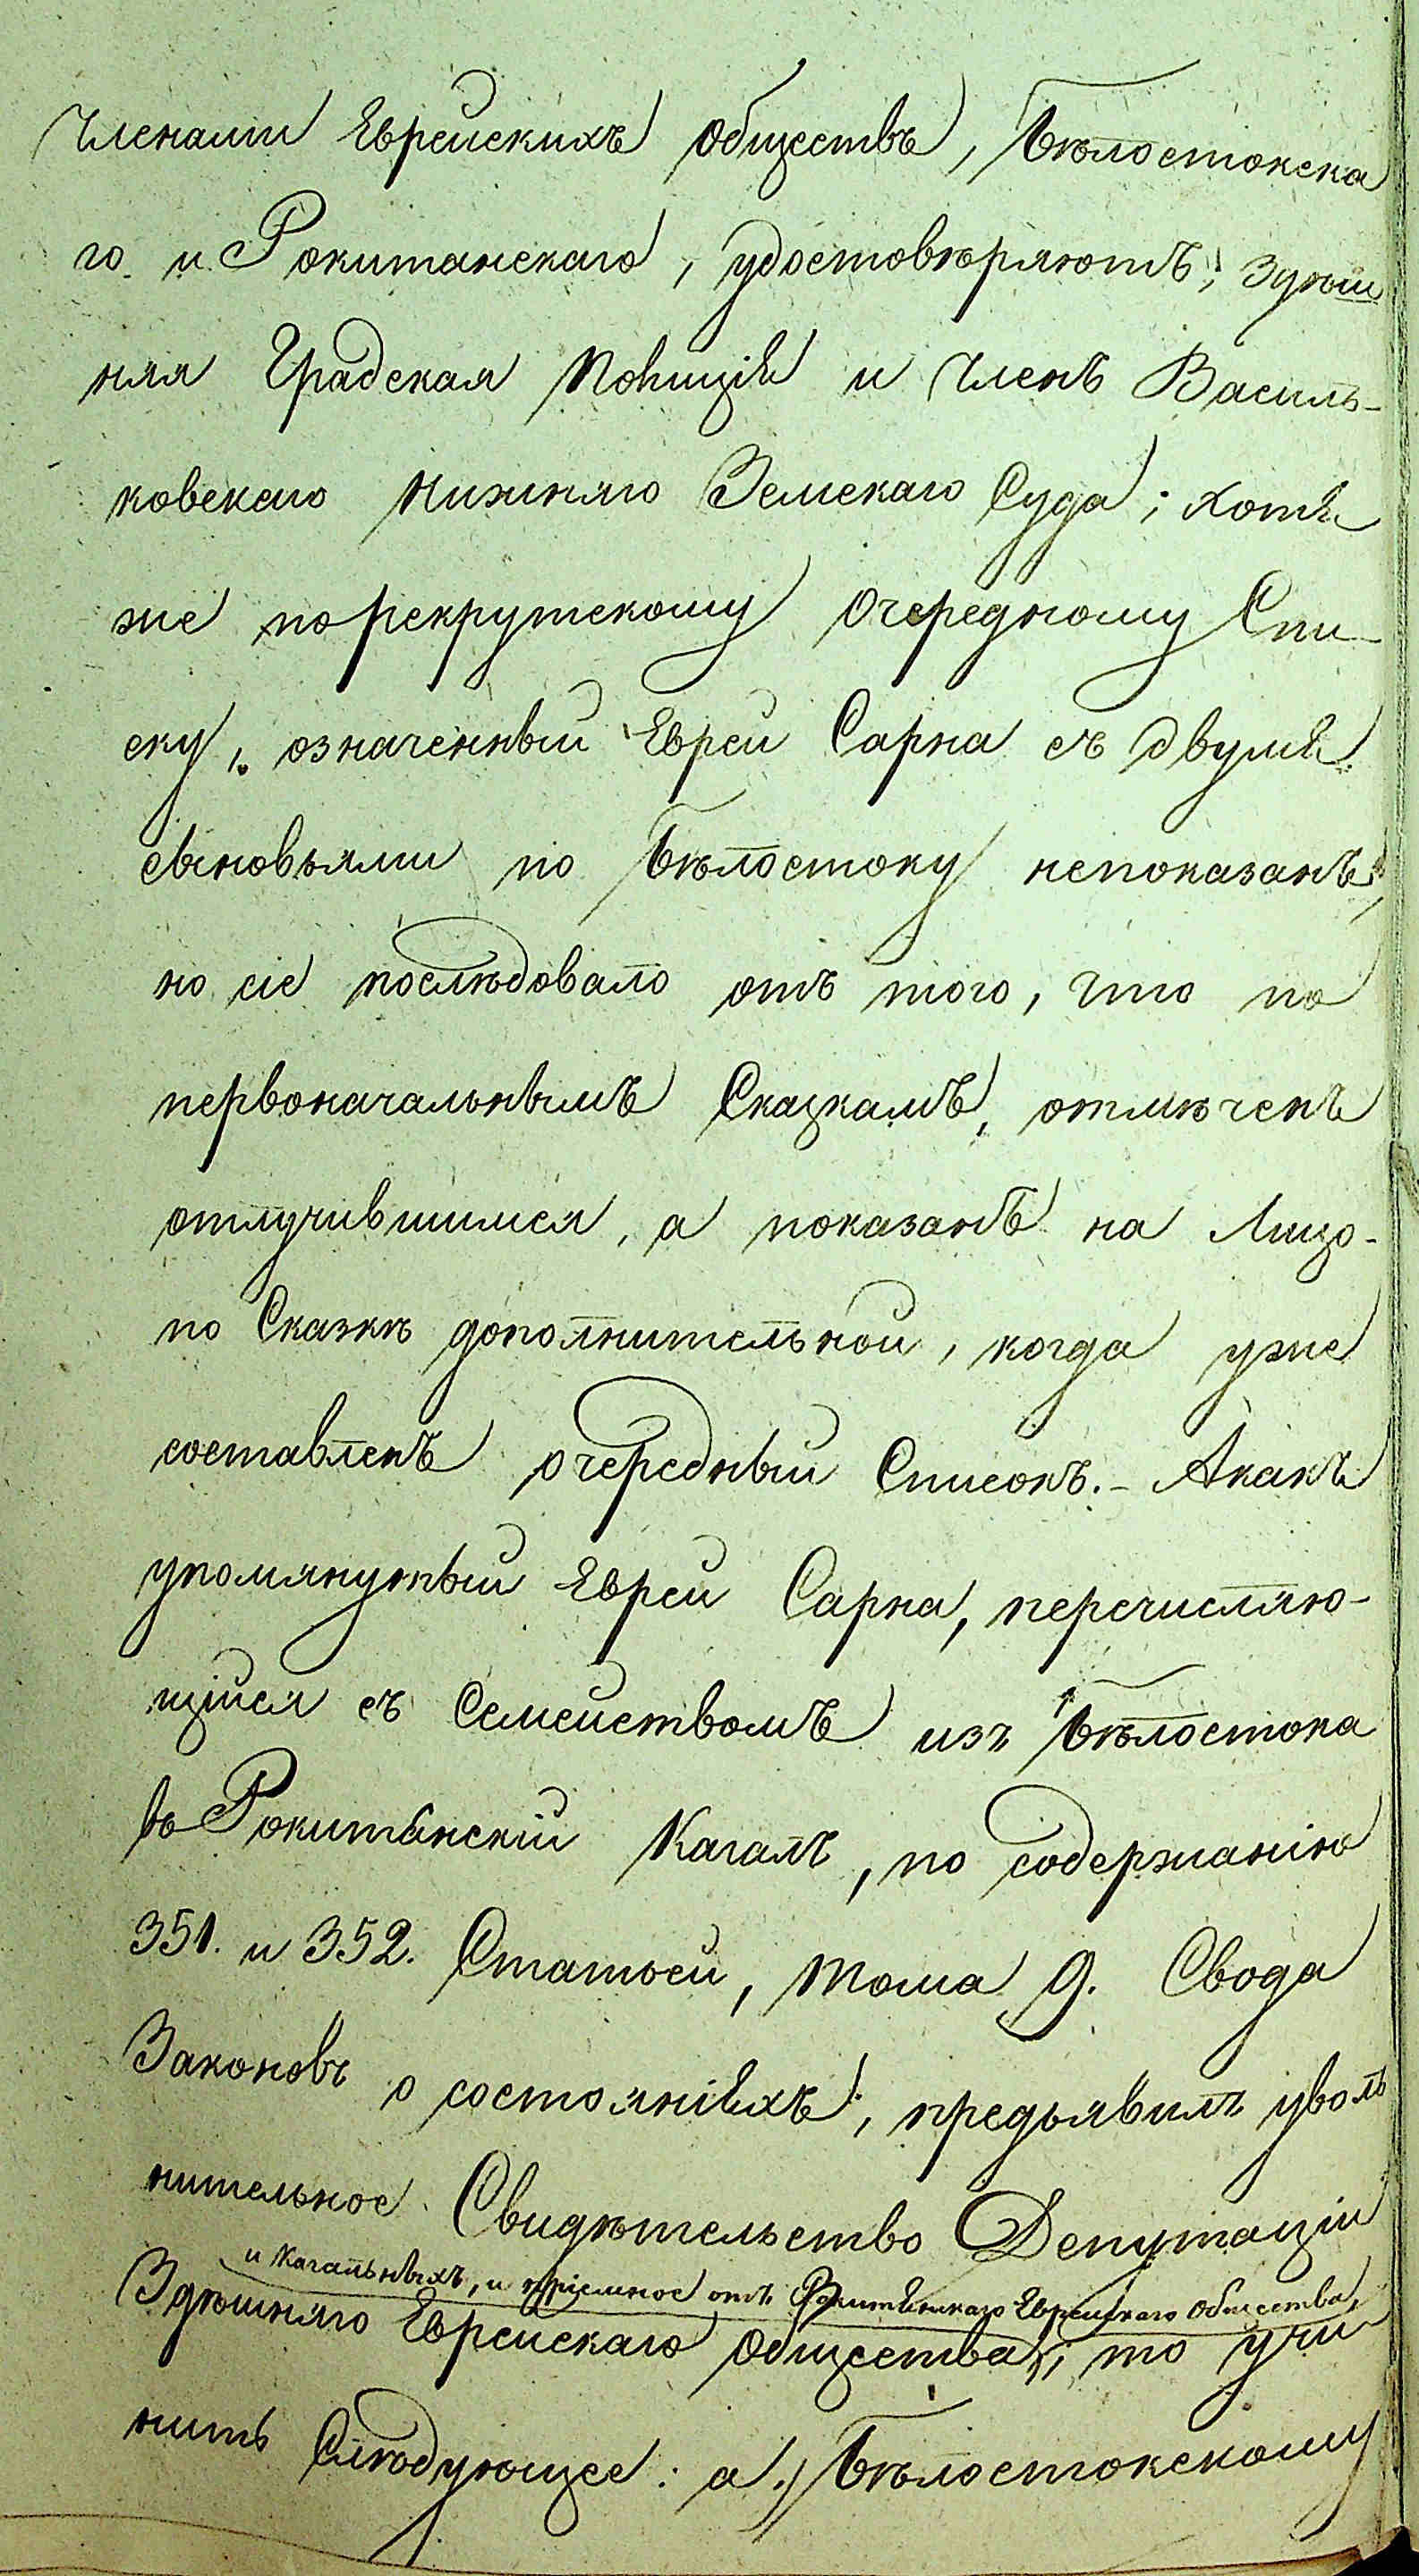 Членами Еврейскихъ Обществъ, Бѣлостокска
го и Рокитанскаго, удостовѣряютъ; здѣш
няя Градская Полиція и Членъ Василь-
ковскаго Нижняго Земскаго Суда; хотя
же по рекрутскому Очередному Спи-
ску, означенный Еврей Сарна съ двумя
сыновьями по Бѣлостоку непоказанъ,
но сіе послѣдовало отъ того, что по
первоначальнымъ Сказкамъ, отмѣченъ
отлучившимся, а показанъ на Лицо-
по Сказкѣ дополнительной, когда уже
составленъ очередный Списокъ.- Акакъ
упомянутый Еврей Сарна, перечисляю-
щійся съ Семействомъ изъ Бѣлостока
въ Рокитанскій Кагалъ, по содержанію
351. и 352. Статьей, тома 9. Свода
Законовъ о состояніяхъ, предъявилъ уволь
нительное Свидѣтельство Депутаціи
и Кагальныхъ, и пріемное отъ Рокитянскаго Еврейскаго Общества,
Здѣшняго Еврейскаго Общества; то учи
нить Слѣдующее: а./ Бѣлостокскому